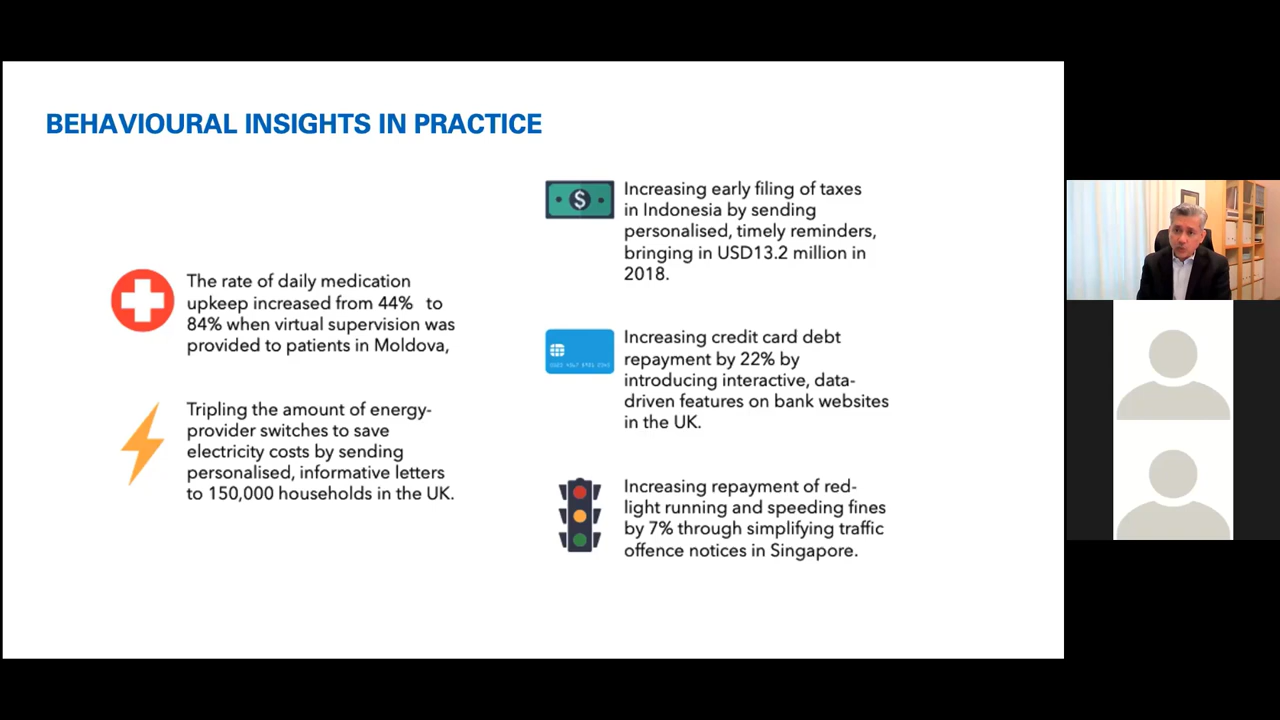 BEHAVIOURAL INSIGHTS IN PRACTICE
The rate of daily medication
upkeep increased from 44% to
84% when virtual supervision was
provided to patients in Moldova,
Tripling the amount of energy-
provider switches to save
electricity costs by sending
personalised, informative letters
to 150,000 households in the UK.
$
Increasing early filing of taxes
in Indonesia by sending
personalised, timely reminders,
bringing in USD13.2 million in
2018.
Increasing credit card debt
repayment by 22% by
introducing interactive, data-
driven features on bank websites
in the UK.
Increasing repayment of red-
light running and speeding fines
by 7% through simplifying traffic
offence notices in Singapore.